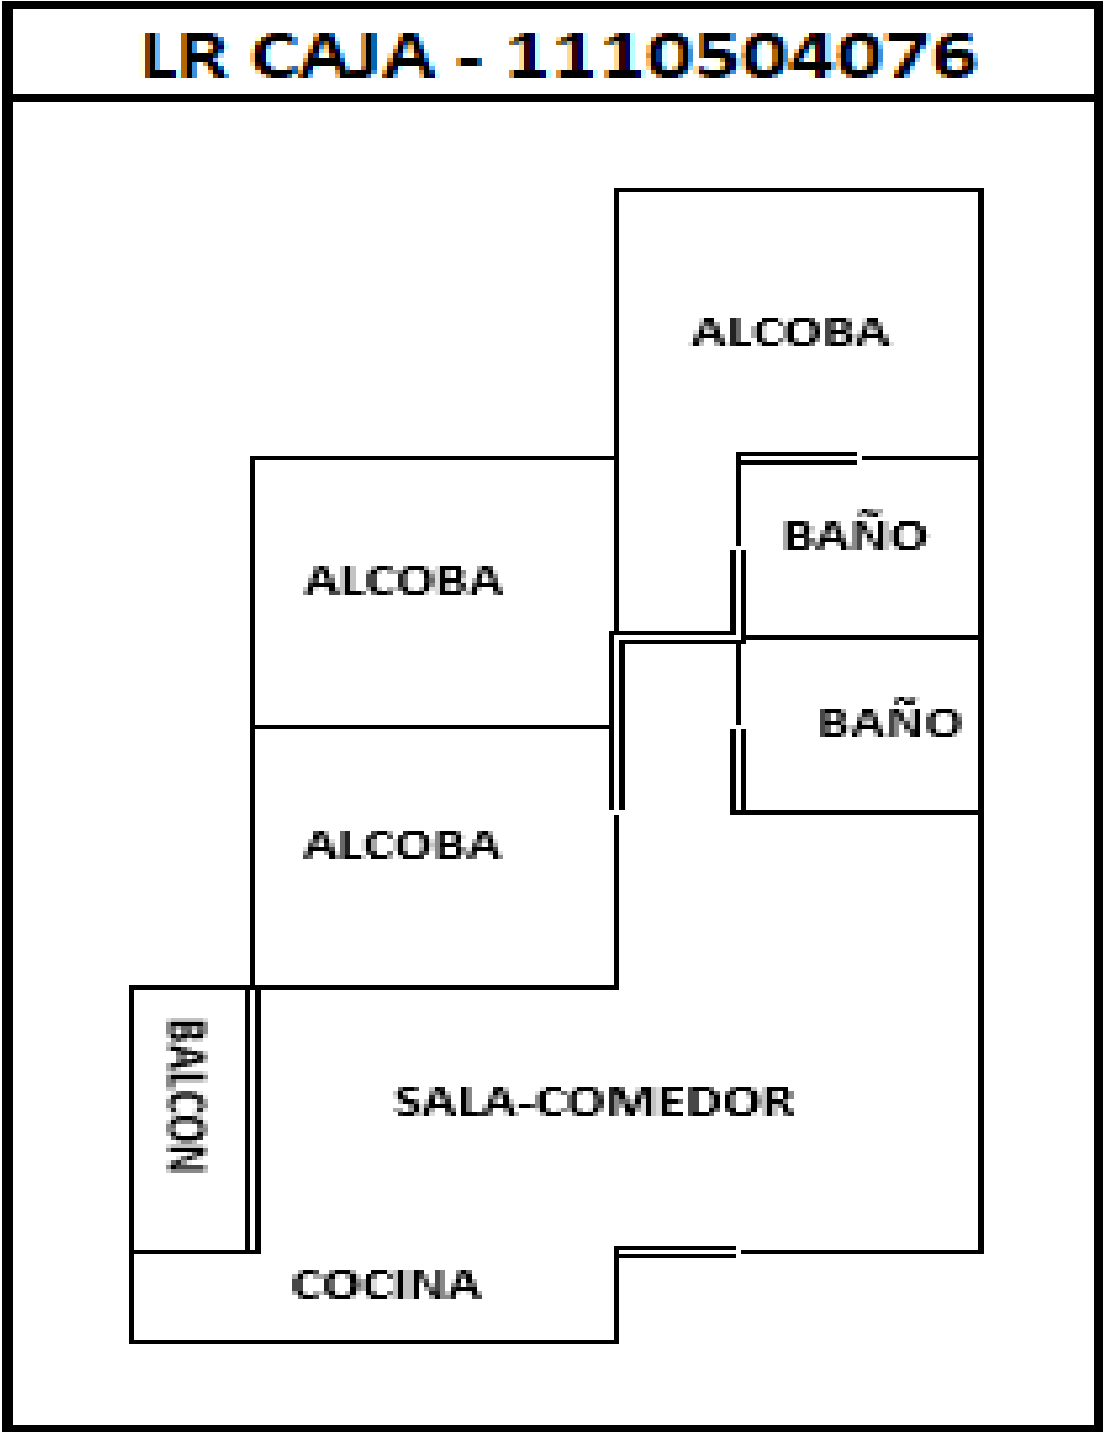 LR CAJA - 1110504076
ALCOBA
BAÑO
ALCOBA
BAÑO
ALCOBA
BALCON
SALA-COMEDOR
COCINA